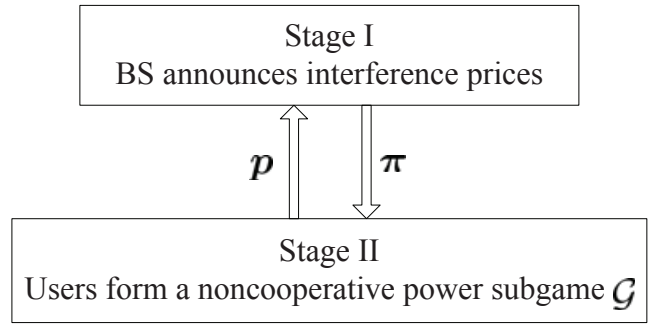 Stage I
BS announces interference prices
p π
Stage II
Users form a noncooperative power subgame 𝒢